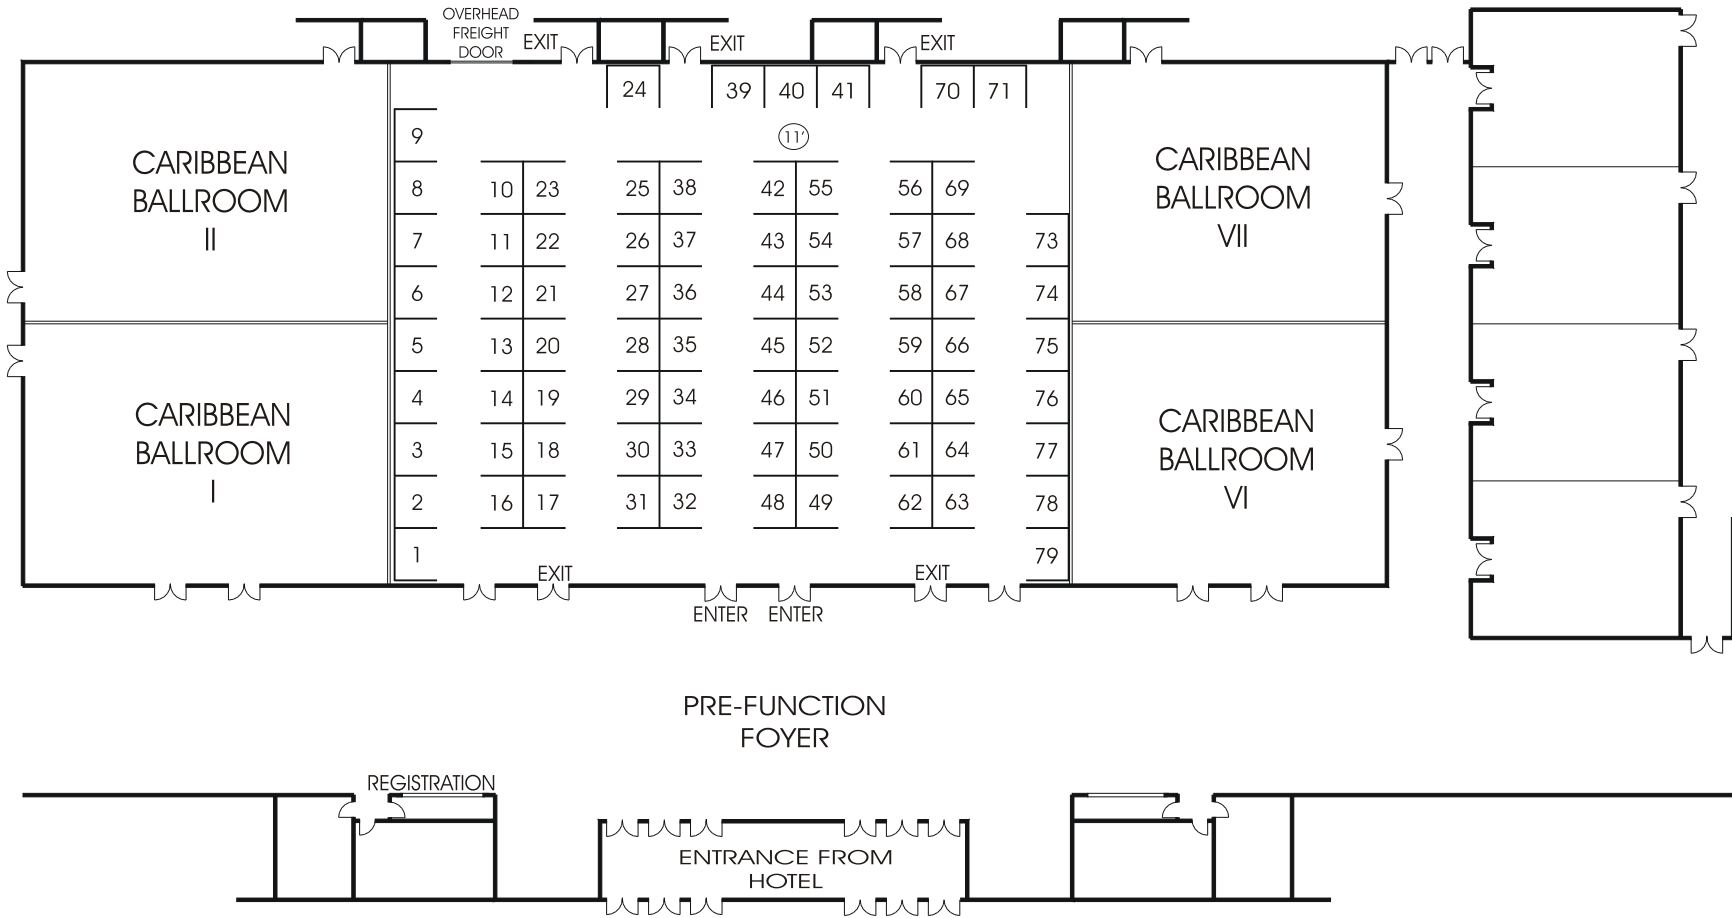 OVERHEAD
FREIGHT
DOOR
EXIT
EXIT
EXIT
24 39 40 41 70 71
9
11'
CARIBBEAN
BALLROOM
II
CARIBBEAN
BALLROOM
VII
8 10 23 25 38 42 55 56 69
7 11 22 26 37 43 54 57 68 73
6 12 21 27 36 44 53 58 67 74
5 13 20 28 35 45 52 59 66 75
4 14 19 29 34 46 51 60 65 76
3 15 18 30 33 47 50 61 64 77
2 16 17 31 32 48 49 62 63 78
1 79
CARIBBEAN
BALLROOM
I
CARIBBEAN
BALLROOM
VI
EXIT
EXIT
ENTER ENTER
PRE-FUNCTION
FOYER
REGISTRATION
ENTRANCE FROM
HOTEL